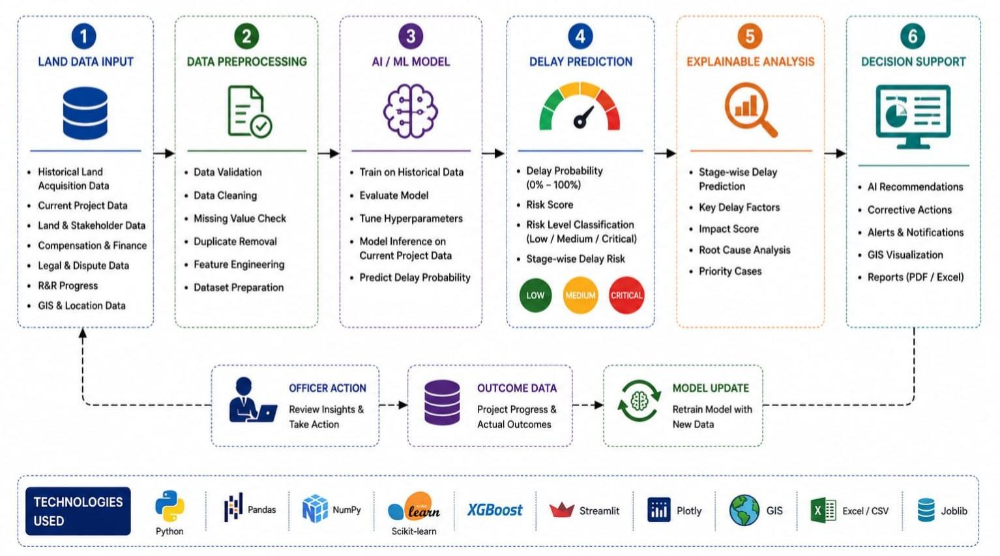 1
LAND DATA INPUT
• Historical Land
Acquisition Data
• Current Project Data
• Land & Stakeholder Data
• Compensation & Finance
• Legal & Dispute Data
• R&R Progress
• GIS & Location Data
2
DATA PREPROCESSING
• Data Validation
• Data Cleaning
• Missing Value Check
• Duplicate Removal
• Feature Engineering
• Dataset Preparation
3
AI / ML MODEL
• Train on Historical Data
• Evaluate Model
• Tune Hyperparameters
• Model Inference on
Current Project Data
• Predict Delay Probability
4
DELAY PREDICTION
• Delay Probability
(0% – 100%)
• Risk Score
• Risk Level Classification
(Low / Medium / Critical)
• Stage-wise Delay Risk
LOW
MEDIUM
CRITICAL
5
EXPLAINABLE ANALYSIS
• Stage-wise Delay
Prediction
• Key Delay Factors
• Impact Score
• Root Cause Analysis
• Priority Cases
6
DECISION SUPPORT
• AI Recommendations
• Corrective Actions
• Alerts & Notifications
• GIS Visualization
• Reports (PDF / Excel)
OFFICER ACTION
Review Insights &
Take Action
OUTCOME DATA
Project Progress &
Actual Outcomes
MODEL UPDATE
Retrain Model with
New Data
TECHNOLOGIES
USED
Python
Pandas
NumPy
scikit
learn
Scikit-learn
XGBoost
Streamlit
Plotly
GIS
X
Excel / CSV
Joblib